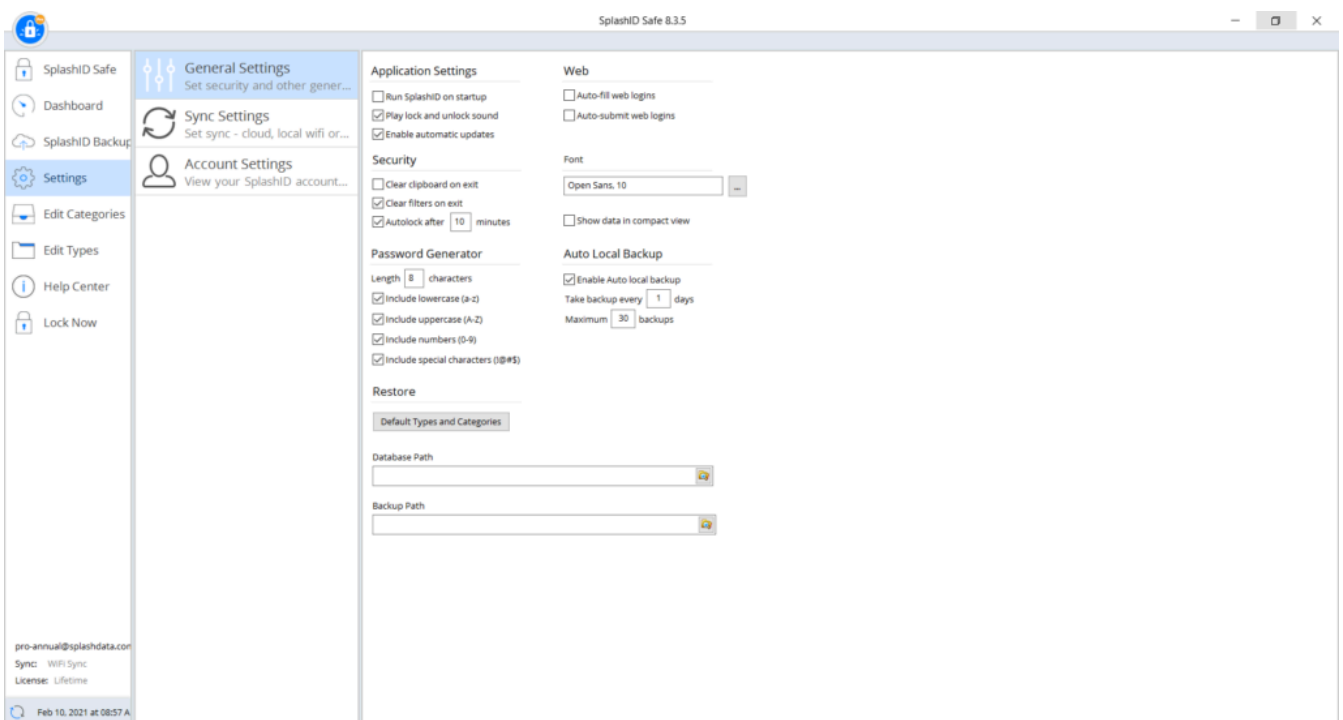 SplashID Safe 8.3.5
SplashID Safe
Dashboard
SplashID Backup
Settings
Edit Categories
Edit Types
Help Center
Lock Now
pro-annual@splashdata.com
Sync: WiFi Sync
License: Lifetime
Feb 10, 2021 at 08:57 A
General Settings
Set security and other gener...
Sync Settings
Set sync - cloud, local wifi or...
Account Settings
View your SplashID account...
Application Settings
Run SplashID on startup
Play lock and unlock sound
Enable automatic updates
Security
Clear clipboard on exit
Clear filters on exit
Autolock after 10 minutes
Password Generator
Length 8 characters
Include lowercase (a-z)
Include uppercase (A-Z)
Include numbers (0-9)
Include special characters (!@#$)
Restore
Default Types and Categories
Database Path
Backup Path
Web
Auto-fill web logins
Auto-submit web logins
Font
Open Sans, 10
...
Show data in compact view
Auto Local Backup
Enable Auto local backup
Take backup every 1 days
Maximum 30 backups